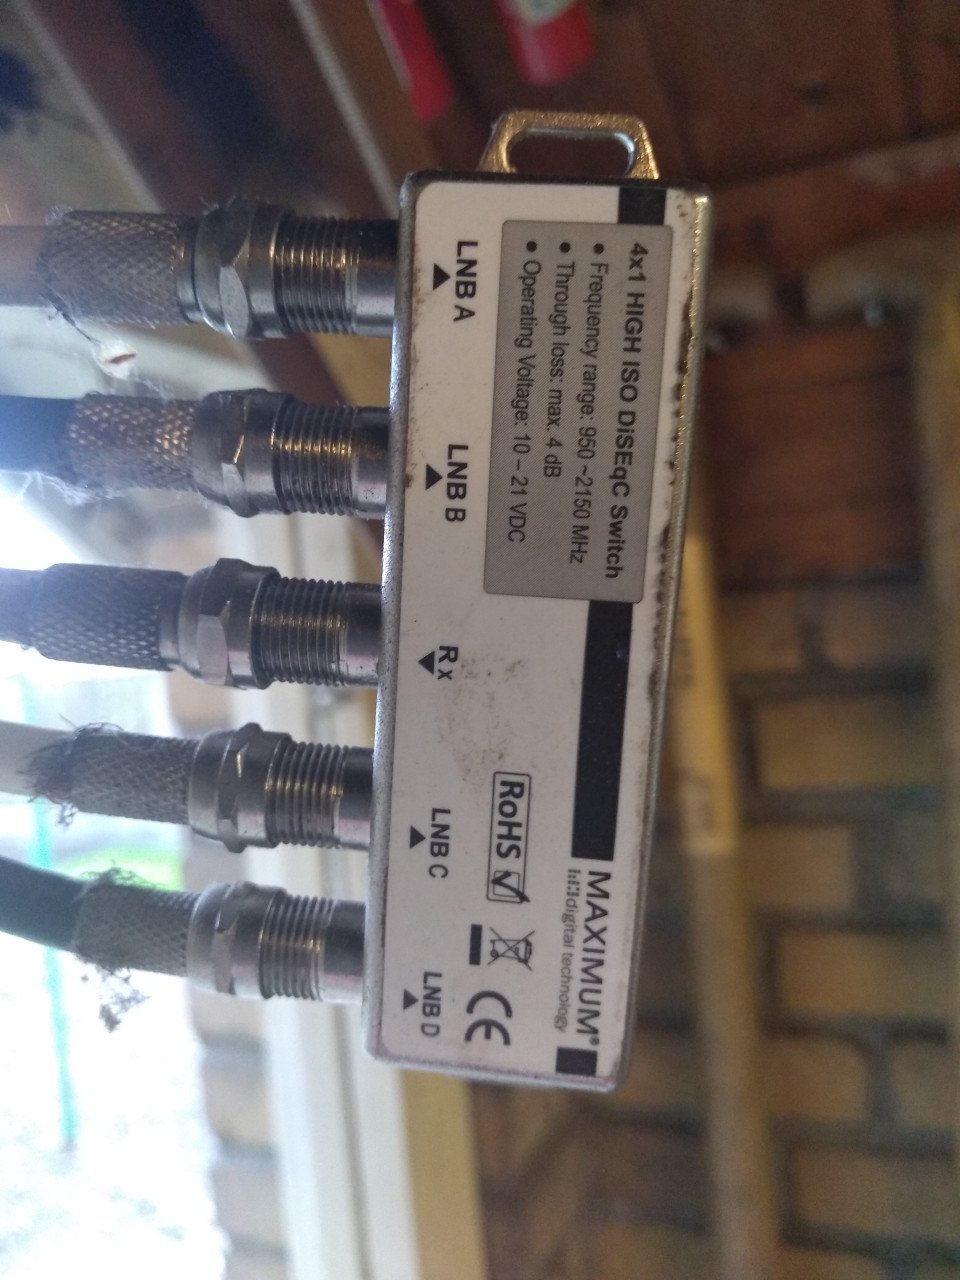 4x1 HIGH ISO DiSEqC Switch
● Frequency range: 950 ~2150 MHz
● Through loss: max. 4 dB
● Operating Voltage: 10 – 21 VDC
MAXIMUM®
digital technology
RoHS
CE
LNB A
LNB B
Rx
LNB C
LNB D